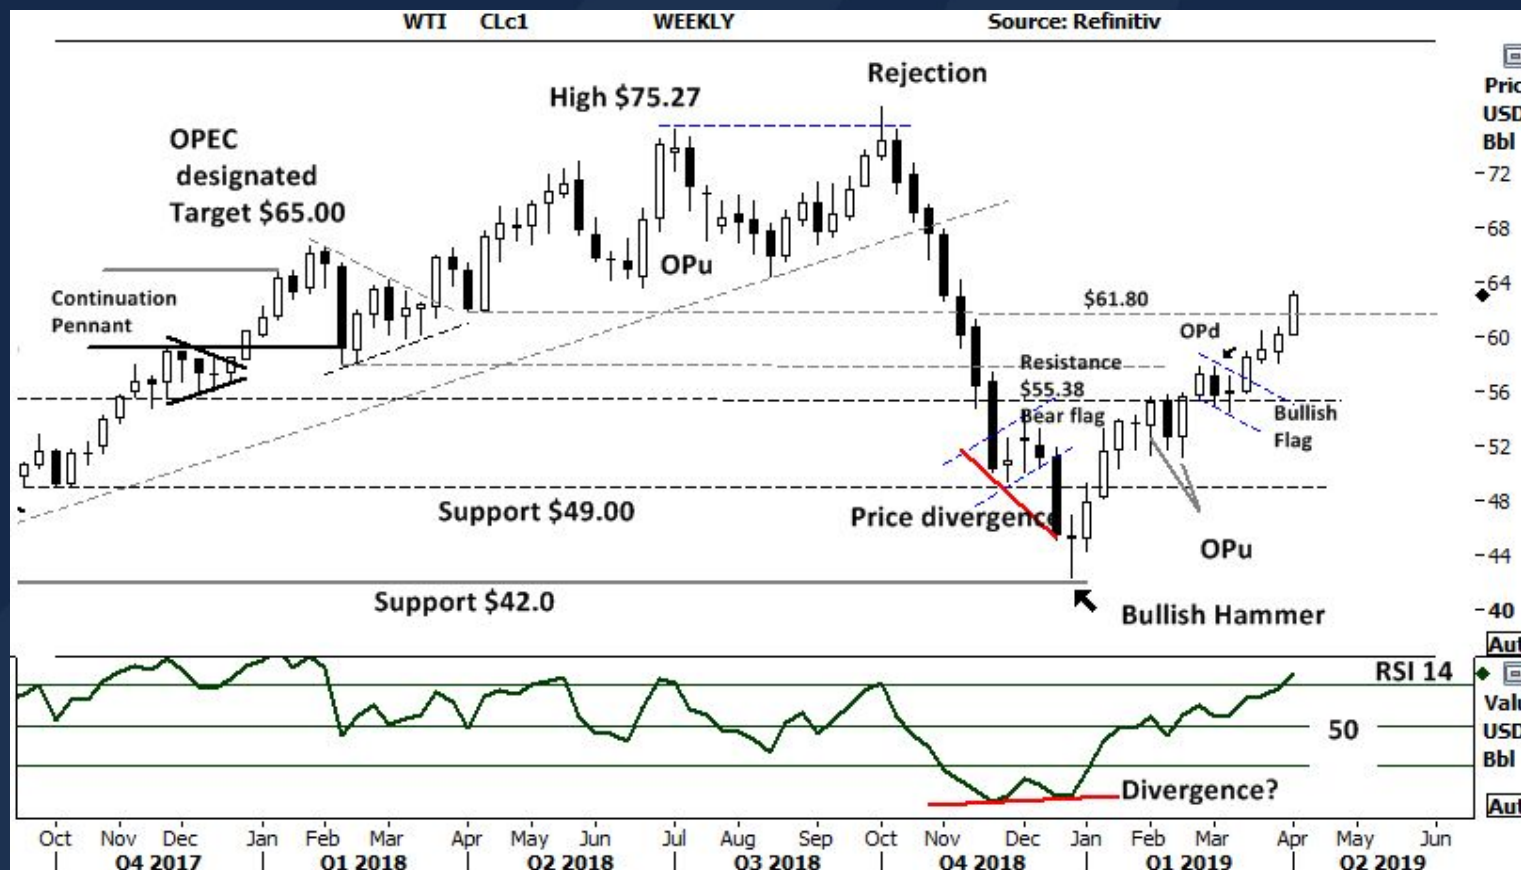 WTI CLc1 WEEKLY Source: Refinitiv
Rejection
High $75.27
OPEC
designated
Target $65.00
Continuation
Pennant
OPu
$61.80
OPd
Resistance
$55.38
Bear flag
Bullish
Flag
Support $49.00
Price divergence
OPu
Support $42.0
Bullish Hammer
USD
Bbl
72
68
64
60
56
52
48
44
40
RSI 14
USD
Bbl
50
Divergence?
Oct Nov Dec Jan Feb Mar Apr May Jun Jul Aug Sep Oct Nov Dec Jan Feb Mar Apr May Jun
Q4 2017 Q1 2018 Q2 2018 Q3 2018 Q4 2018 Q1 2019 Q2 2019